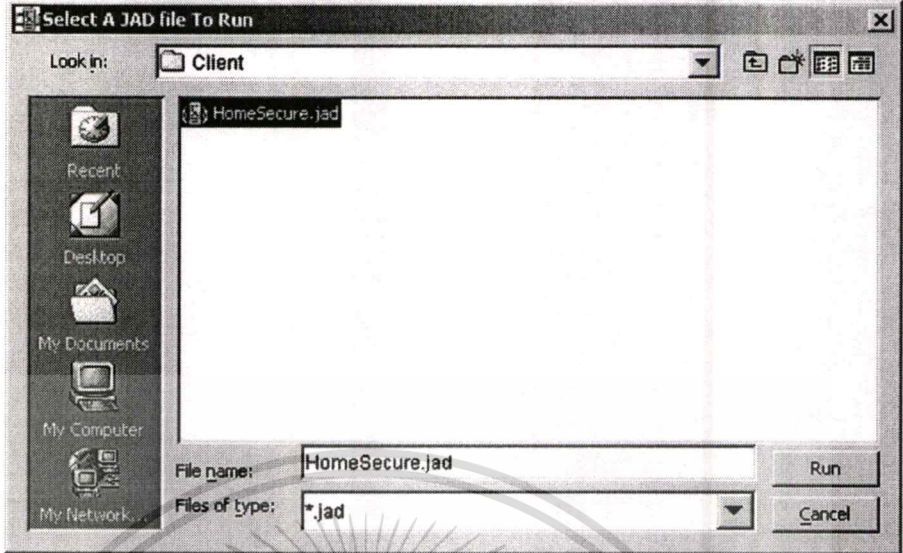 Select A JAD file To Run
Look in:
Client
HomeSecure.jad
Recent
Desktop
My Documents
My Computer
My Network...
File name:
HomeSecure.jad
Run
Files of type:
*.jad
Cancel